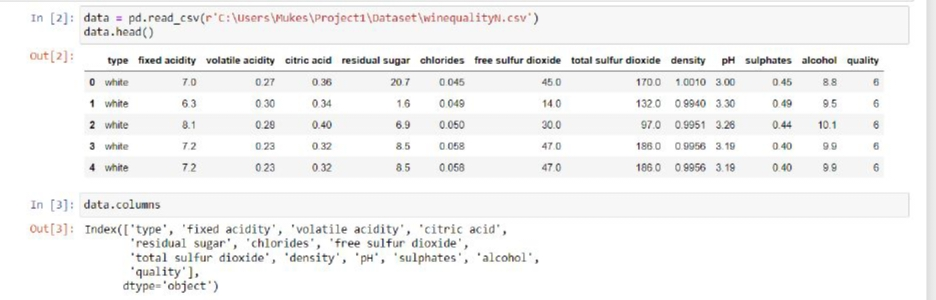 In [2]: data = pd.read_csv(r'C:\Users\Mukes\Project1\Dataset\winequalityN.csv')
data.head()
Out[2]: type fixed acidity volatile acidity citric acid residual sugar chlorides free sulfur dioxide total sulfur dioxide density pH sulphates alcohol quality
0 white 7.0 0.27 0.36 20.7 0.045 45.0 170.0 1.0010 3.00 0.45 8.8 6
1 white 6.3 0.30 0.34 1.6 0.049 14.0 132.0 0.9940 3.30 0.49 9.5 6
2 white 8.1 0.28 0.40 6.9 0.050 30.0 97.0 0.9951 3.26 0.44 10.1 6
3 white 7.2 0.23 0.32 8.5 0.058 47.0 186.0 0.9956 3.19 0.40 9.9 6
4 white 7.2 0.23 0.32 8.5 0.058 47.0 186.0 0.9956 3.19 0.40 9.9 6
In [3]: data.columns
Out[3]: Index(['type', 'fixed acidity', 'volatile acidity', 'citric acid',
'residual sugar', 'chlorides', 'free sulfur dioxide',
'total sulfur dioxide', 'density', 'pH', 'sulphates', 'alcohol',
'quality'],
dtype='object')